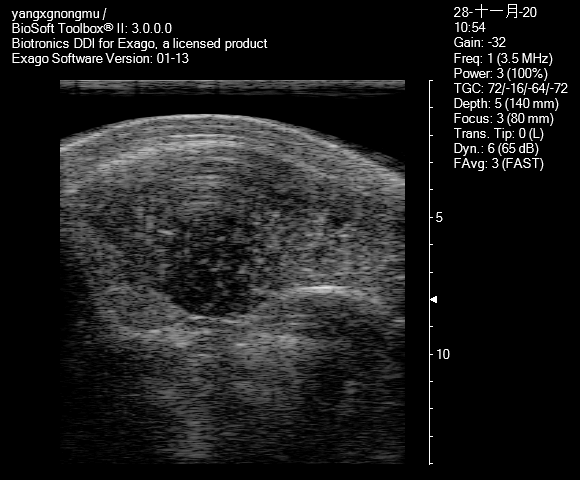 yangxgnongmu /
BioSoft Toolbox® II: 3.0.0.0
Biotronics DDI for Exago, a licensed product
Exago Software Version: 01-13
28-十一月-20
10:54
Gain: -32
Freq: 1 (3.5 MHz)
Power: 3 (100%)
TGC: 72/-16/-64/-72
Depth: 5 (140 mm)
Focus: 3 (80 mm)
Trans. Tip: 0 (L)
Dyn.: 6 (65 dB)
FAvg: 3 (FAST)
5
10